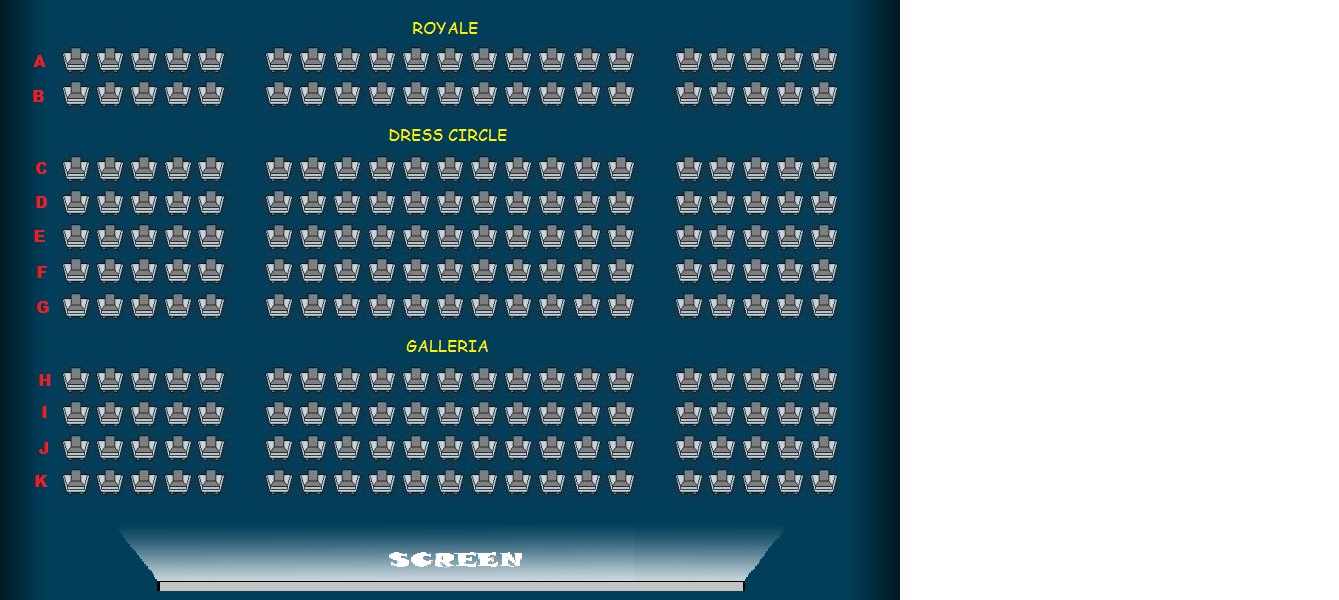 ROYALE
A
B
DRESS CIRCLE
C
D
E
F
G
GALLERIA
H
I
J
K
SCREEN